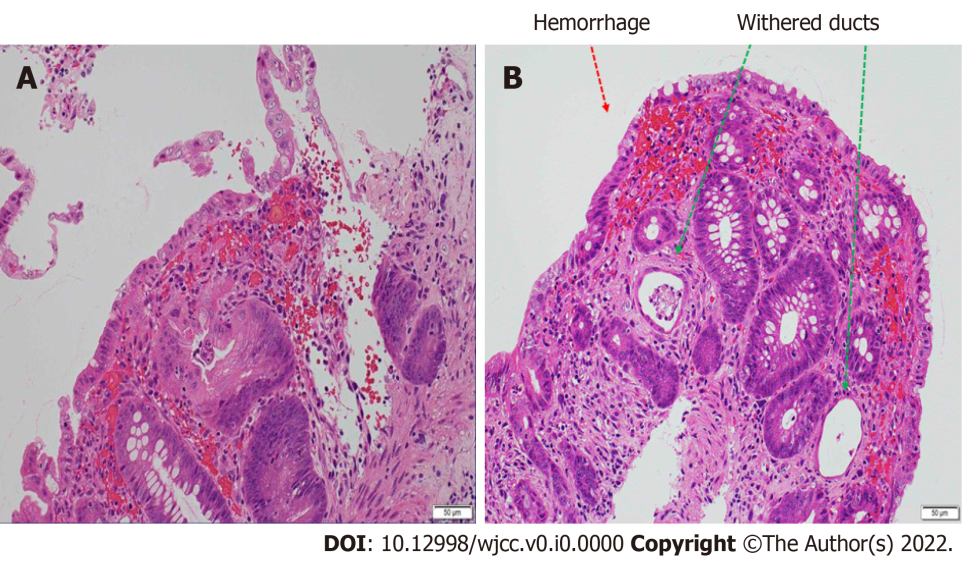 Hemorrhage Withered ducts
A B
50 µm 50 µm
DOI: 10.12998/wjcc.v0.i0.0000 Copyright ©The Author(s) 2022.